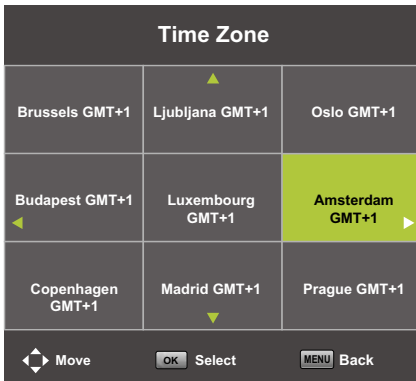 Time Zone
Brussels GMT+1
Ljubljana GMT+1
Oslo GMT+1
Budapest GMT+1
Luxembourg
GMT+1
Amsterdam
GMT+1
Copenhagen
GMT+1
Madrid GMT+1
Prague GMT+1
Move
OK Select
MENU Back